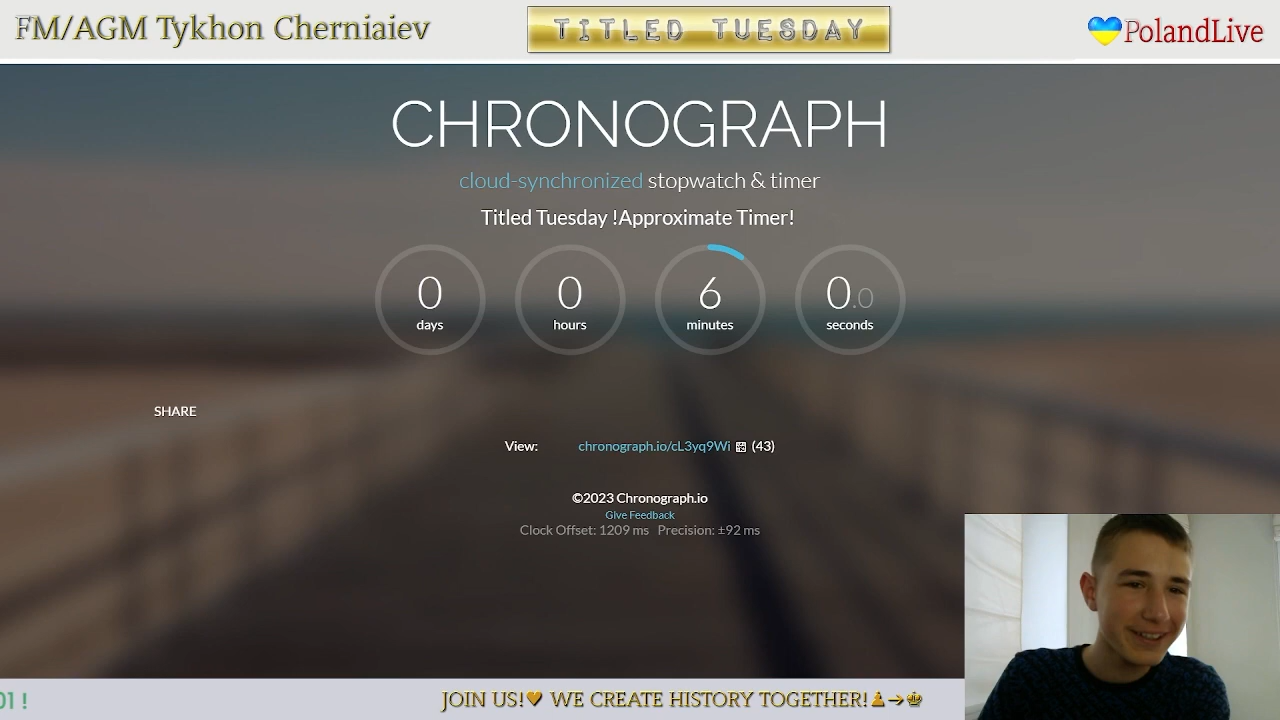 FM/AGM Tykhon Cherniaiev
TITLED TUESDAY
PolandLive
CHRONOGRAPH
cloud-synchronized stopwatch & timer
Titled Tuesday !Approximate Timer!
0 days
0 hours
6 minutes
0.0 seconds
SHARE
View: chronograph.io/cL3yq9Wi (43)
©2023 Chronograph.io
Give Feedback
Clock Offset: 1209 ms Precision: ±92 ms
01 !
JOIN US!🧡 WE CREATE HISTORY TOGETHER!♟→♚